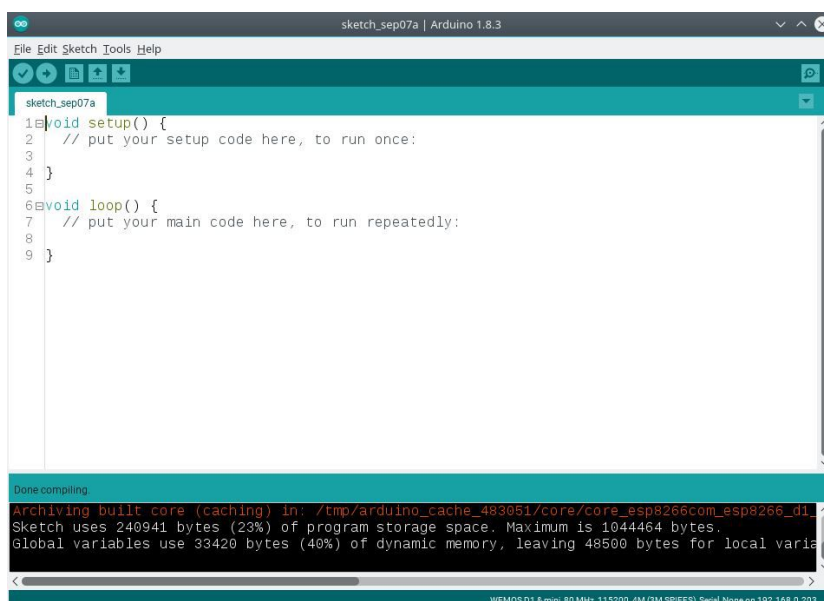 sketch_sep07a | Arduino 1.8.3
File Edit Sketch Tools Help
sketch_sep07a
1 void setup() {
2 // put your setup code here, to run once:
3
4 }
5
6 void loop() {
7 // put your main code here, to run repeatedly:
8
9 }
Done compiling.
Archiving built core (caching) in: /tmp/arduino_cache_483051/core/core_esp8266com_esp8266_d1_
Sketch uses 240941 bytes (23%) of program storage space. Maximum is 1044464 bytes.
Global variables use 33420 bytes (40%) of dynamic memory, leaving 48500 bytes for local varia
80 MHz, 115200, 4M (3M SPIFFS) Serial None on 192.168.0.203